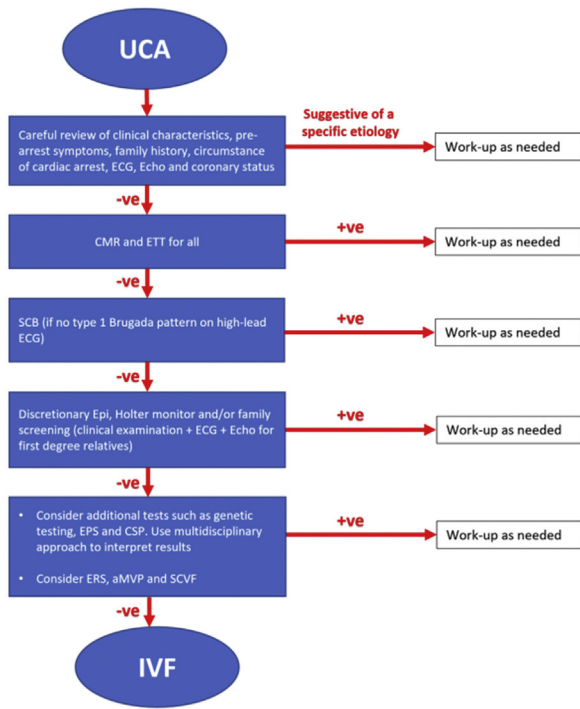 UCA
Careful review of clinical characteristics, pre-
arrest symptoms, family history, circumstance
of cardiac arrest, ECG, Echo and coronary status
Suggestive of a
specific etiology
Work-up as needed
-ve
CMR and ETT for all
+ve
Work-up as needed
-ve
SCB (if no type 1 Brugada pattern on high-lead
ECG)
+ve
Work-up as needed
-ve
Discretionary Epi, Holter monitor and/or family
screening (clinical examination + ECG + Echo for
first degree relatives)
+ve
Work-up as needed
-ve
• Consider additional tests such as genetic
testing, EPS and CSP. Use multidisciplinary
approach to interpret results
• Consider ERS, aMVP and SCVF
+ve
Work-up as needed
-ve
IVF